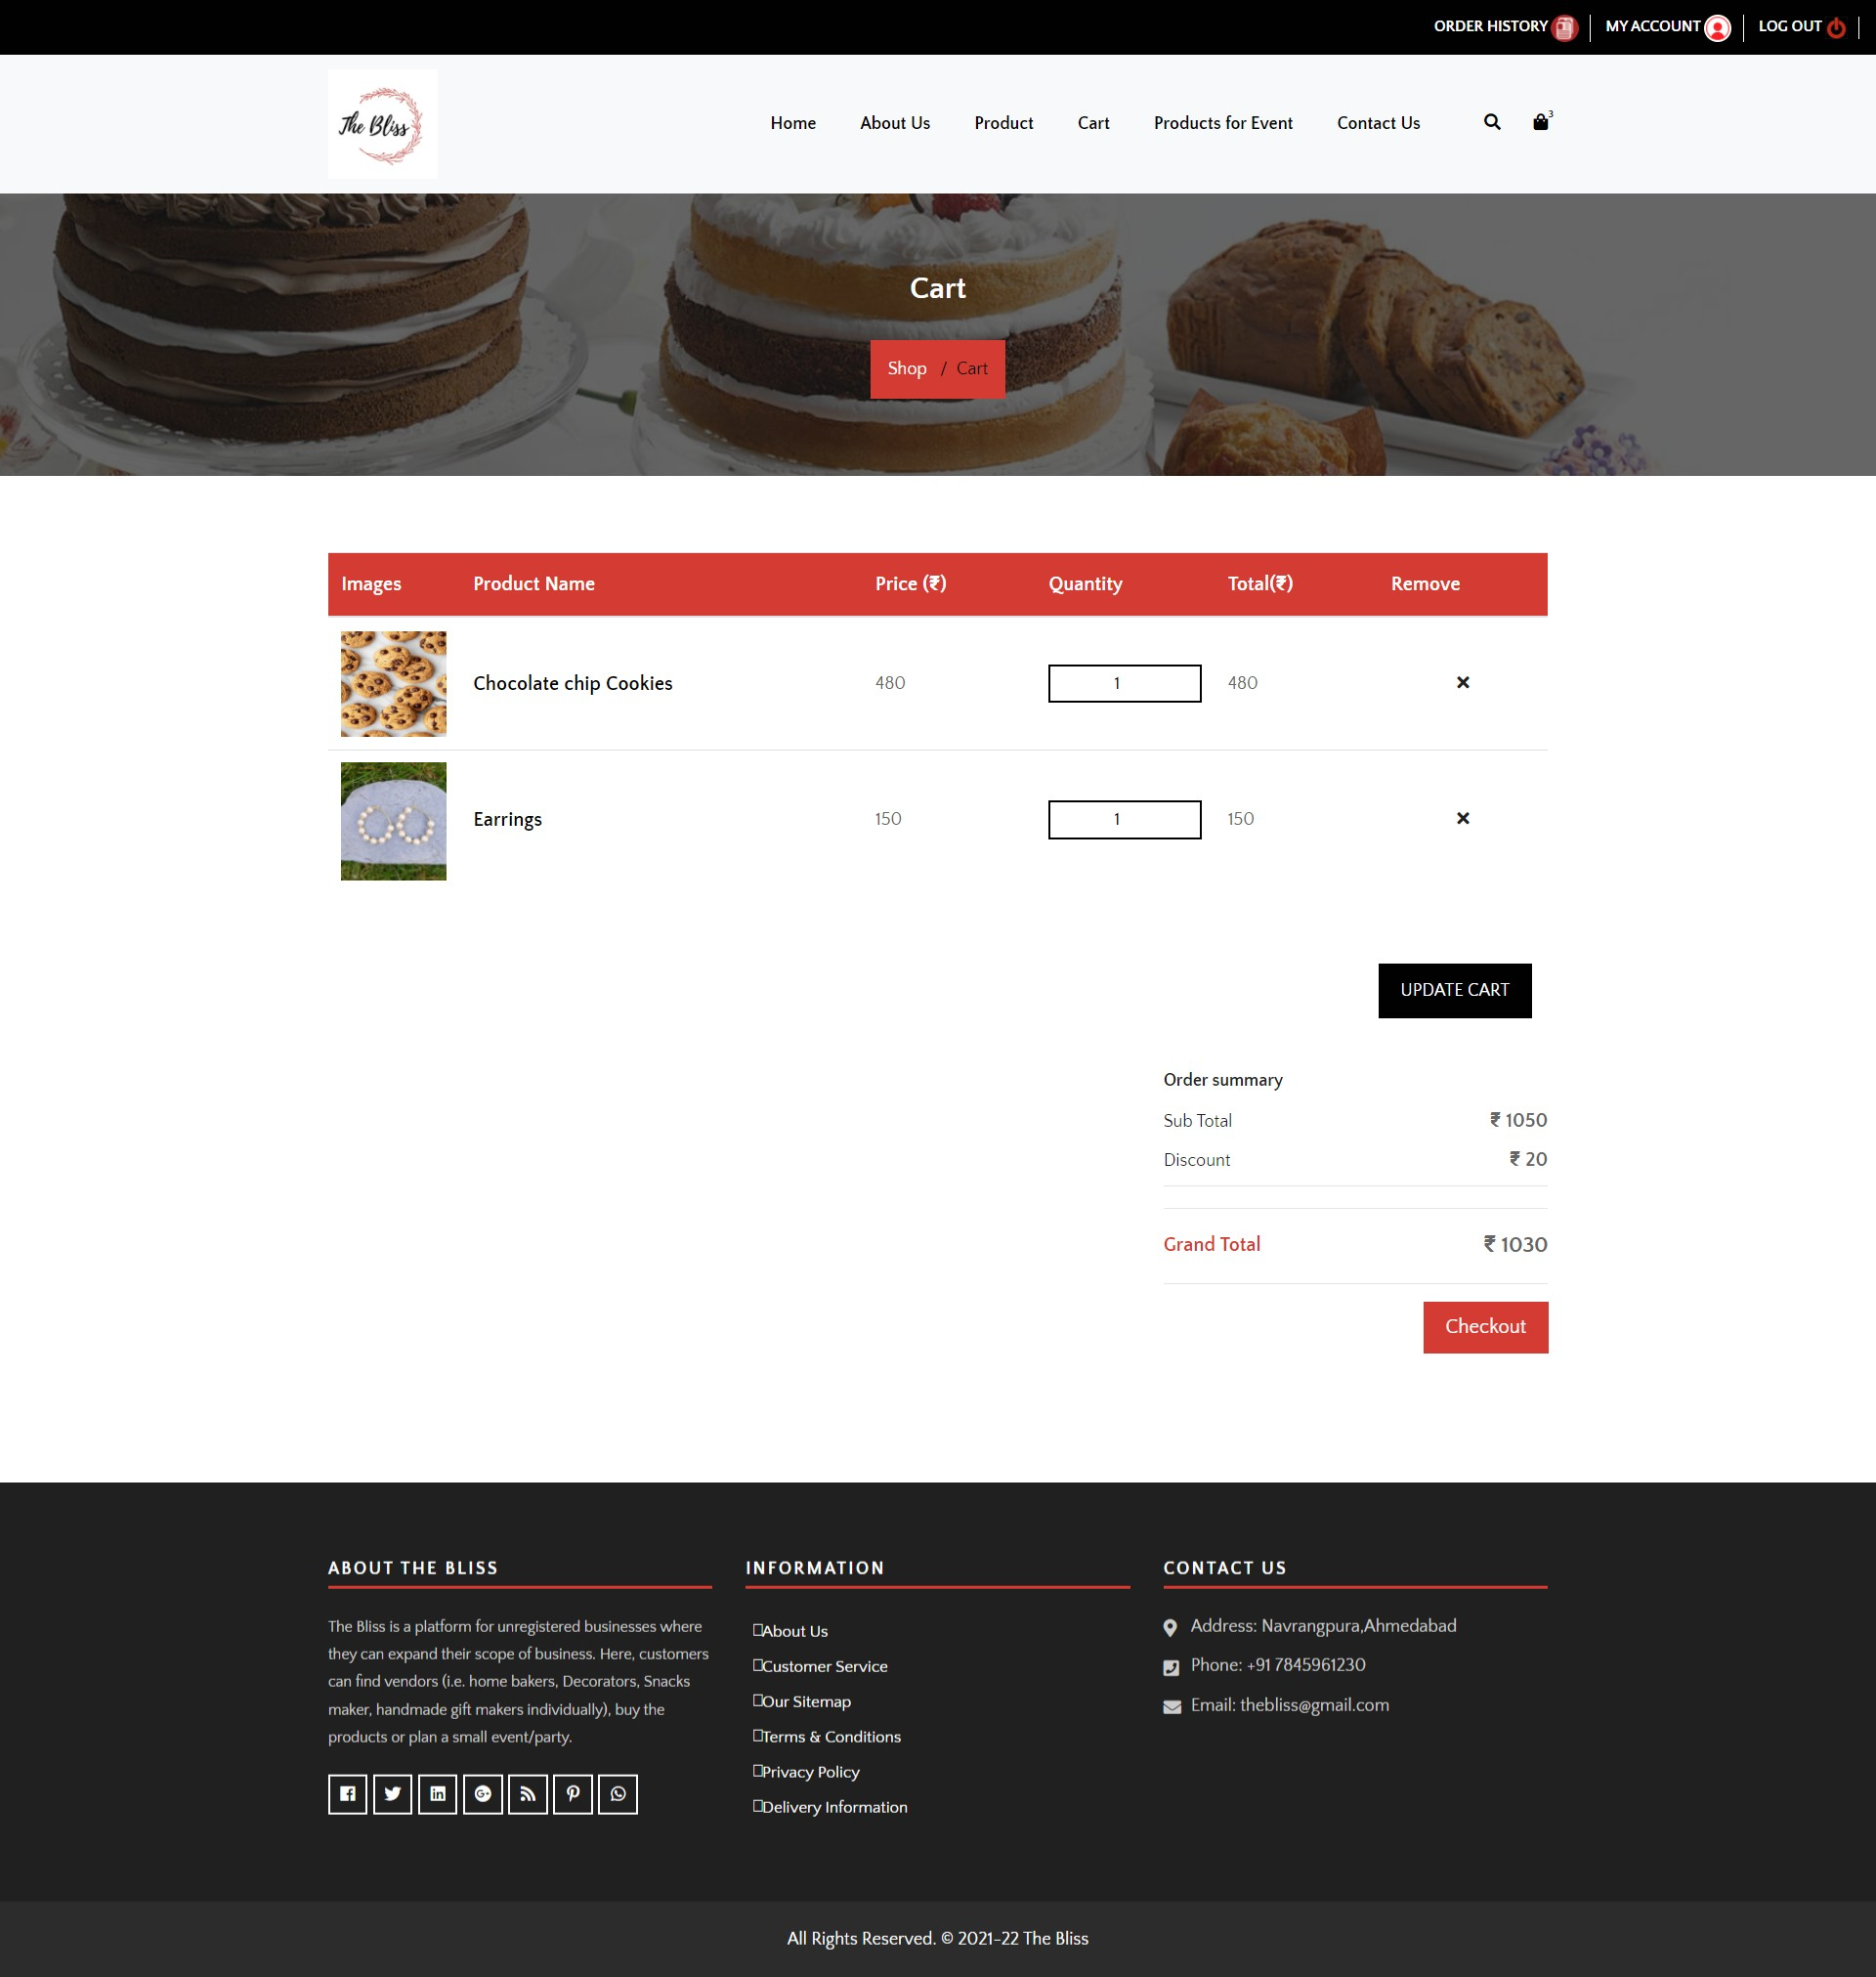 ORDER HISTORY MY ACCOUNT LOG OUT
The Bliss
Home About Us Product Cart Products for Event Contact Us 3
Cart
Shop / Cart
Images Product Name Price (₹) Quantity Total(₹) Remove
Chocolate chip Cookies 480 1 480
Earrings 150 1 150
UPDATE CART
Order summary
Sub Total ₹ 1050
Discount ₹ 20
Grand Total ₹ 1030
Checkout
ABOUT THE BLISS
The Bliss is a platform for unregistered businesses where
they can expand their scope of business. Here, customers
can find vendors (i.e. home bakers, Decorators, Snacks
maker, handmade gift makers individually), buy the
products or plan a small event/party.
INFORMATION
About Us
Customer Service
Our Sitemap
Terms & Conditions
Privacy Policy
Delivery Information
CONTACT US
Address: Navrangpura,Ahmedabad
Phone: +91 7845961230
Email: thebliss@gmail.com
All Rights Reserved. © 2021-22 The Bliss